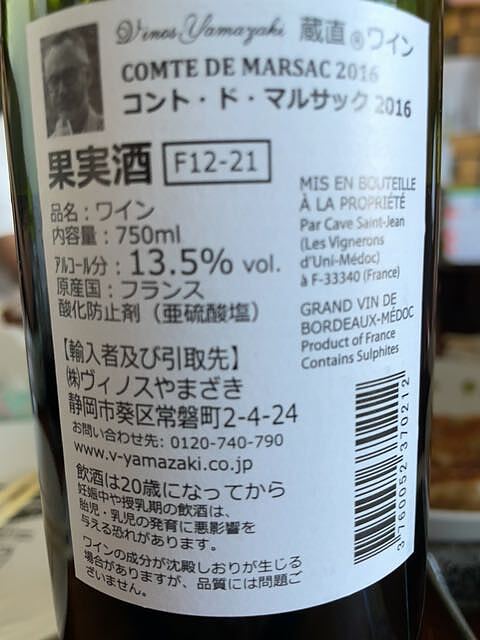 Vinos Yamazaki 蔵直®ワイン
COMTE DE MARSAC 2016
コント・ド・マルサック 2016
果実酒 F12-21
品名：ワイン
内容量：750ml
アルコール分：13.5% vol.
原産国：フランス
酸化防止剤（亜硫酸塩）
MIS EN BOUTEILLE
À LA PROPRIÉTÉ
Par Cave Saint-Jean
(Les Vignerons
d'Uni-Médoc)
à F-33340 (France)
GRAND VIN DE
BORDEAUX-MÉDOC
Product of France
Contains Sulphites
【輸入者及び引取先】
㈱ヴィノスやまざき
静岡市葵区常磐町2-4-24
お問い合わせ先: 0120-740-790
www.v-yamazaki.co.jp
飲酒は20歳になってから
妊娠中や授乳期の飲酒は、
胎児・乳児の発育に悪影響を
与える恐れがあります。
ワインの成分が沈殿しおりが生じる
場合がありますが、品質には問題ご
ざいません。
3 760052 370212